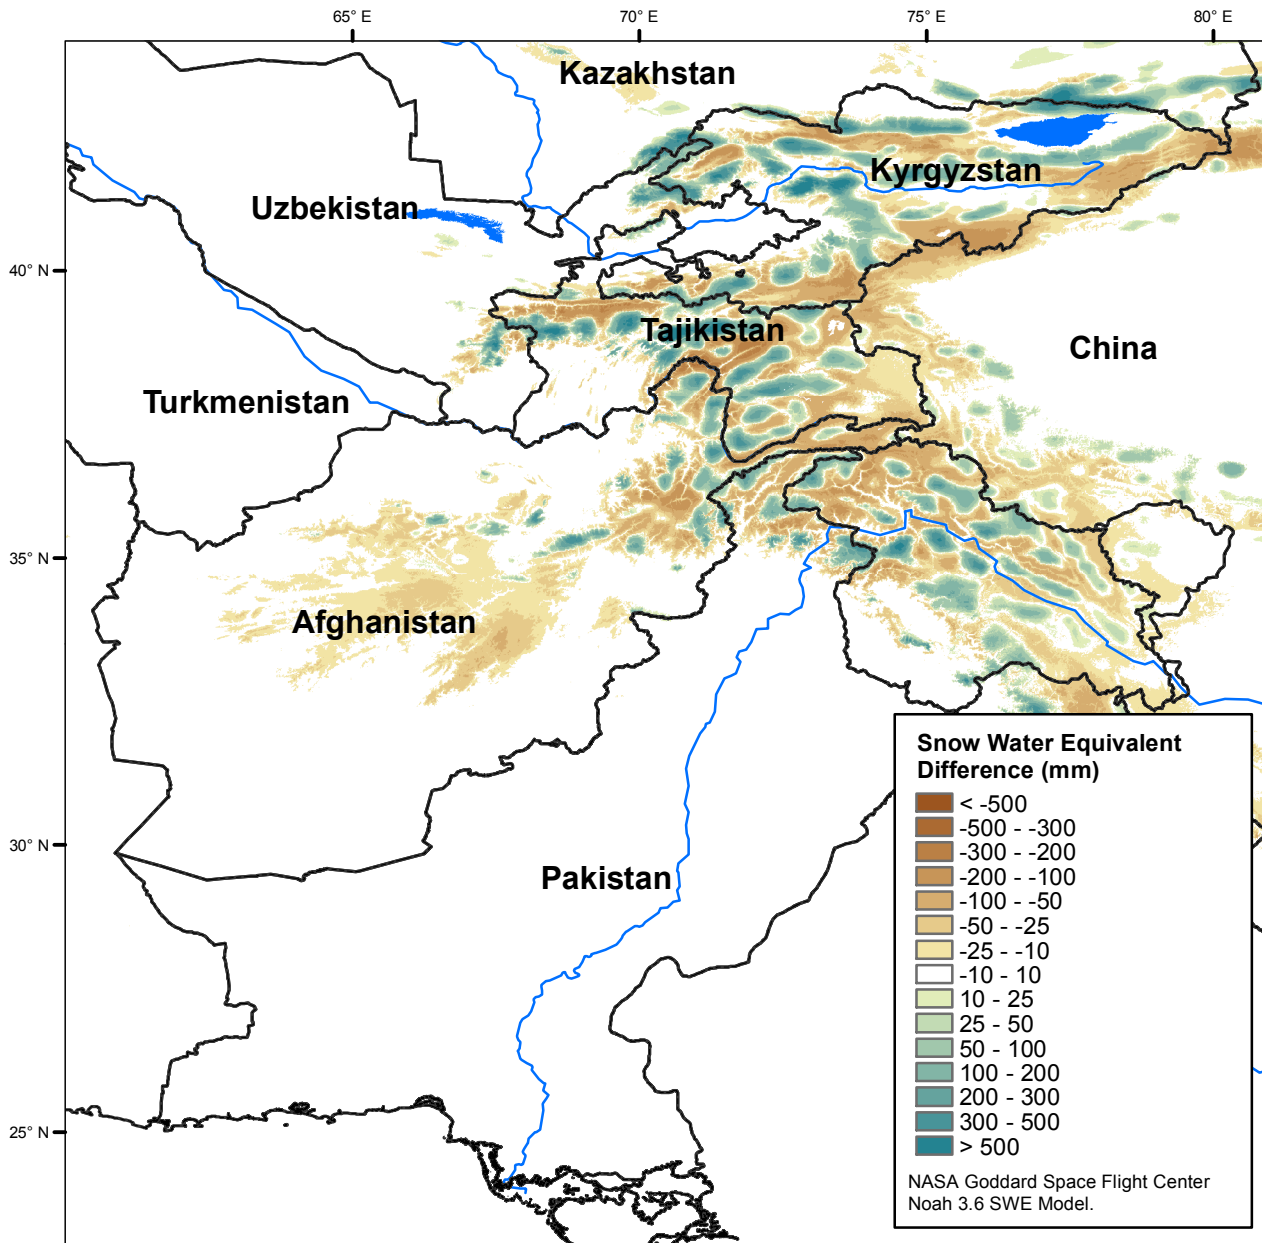 65° E
70° E
75° E
80° E
Kazakhstan
Kyrgyzstan
Uzbekistan
40° N
Tajikistan
China
Turkmenistan
35° N
Afghanistan
Snow Water Equivalent
Difference (mm)
< -500
-500 - -300
-300 - -200
-200 - -100
-100 - -50
-50 - -25
-25 - -10
-10 - 10
10 - 25
25 - 50
50 - 100
100 - 200
200 - 300
300 - 500
> 500
30° N
Pakistan
25° N
NASA Goddard Space Flight Center
Noah 3.6 SWE Model.